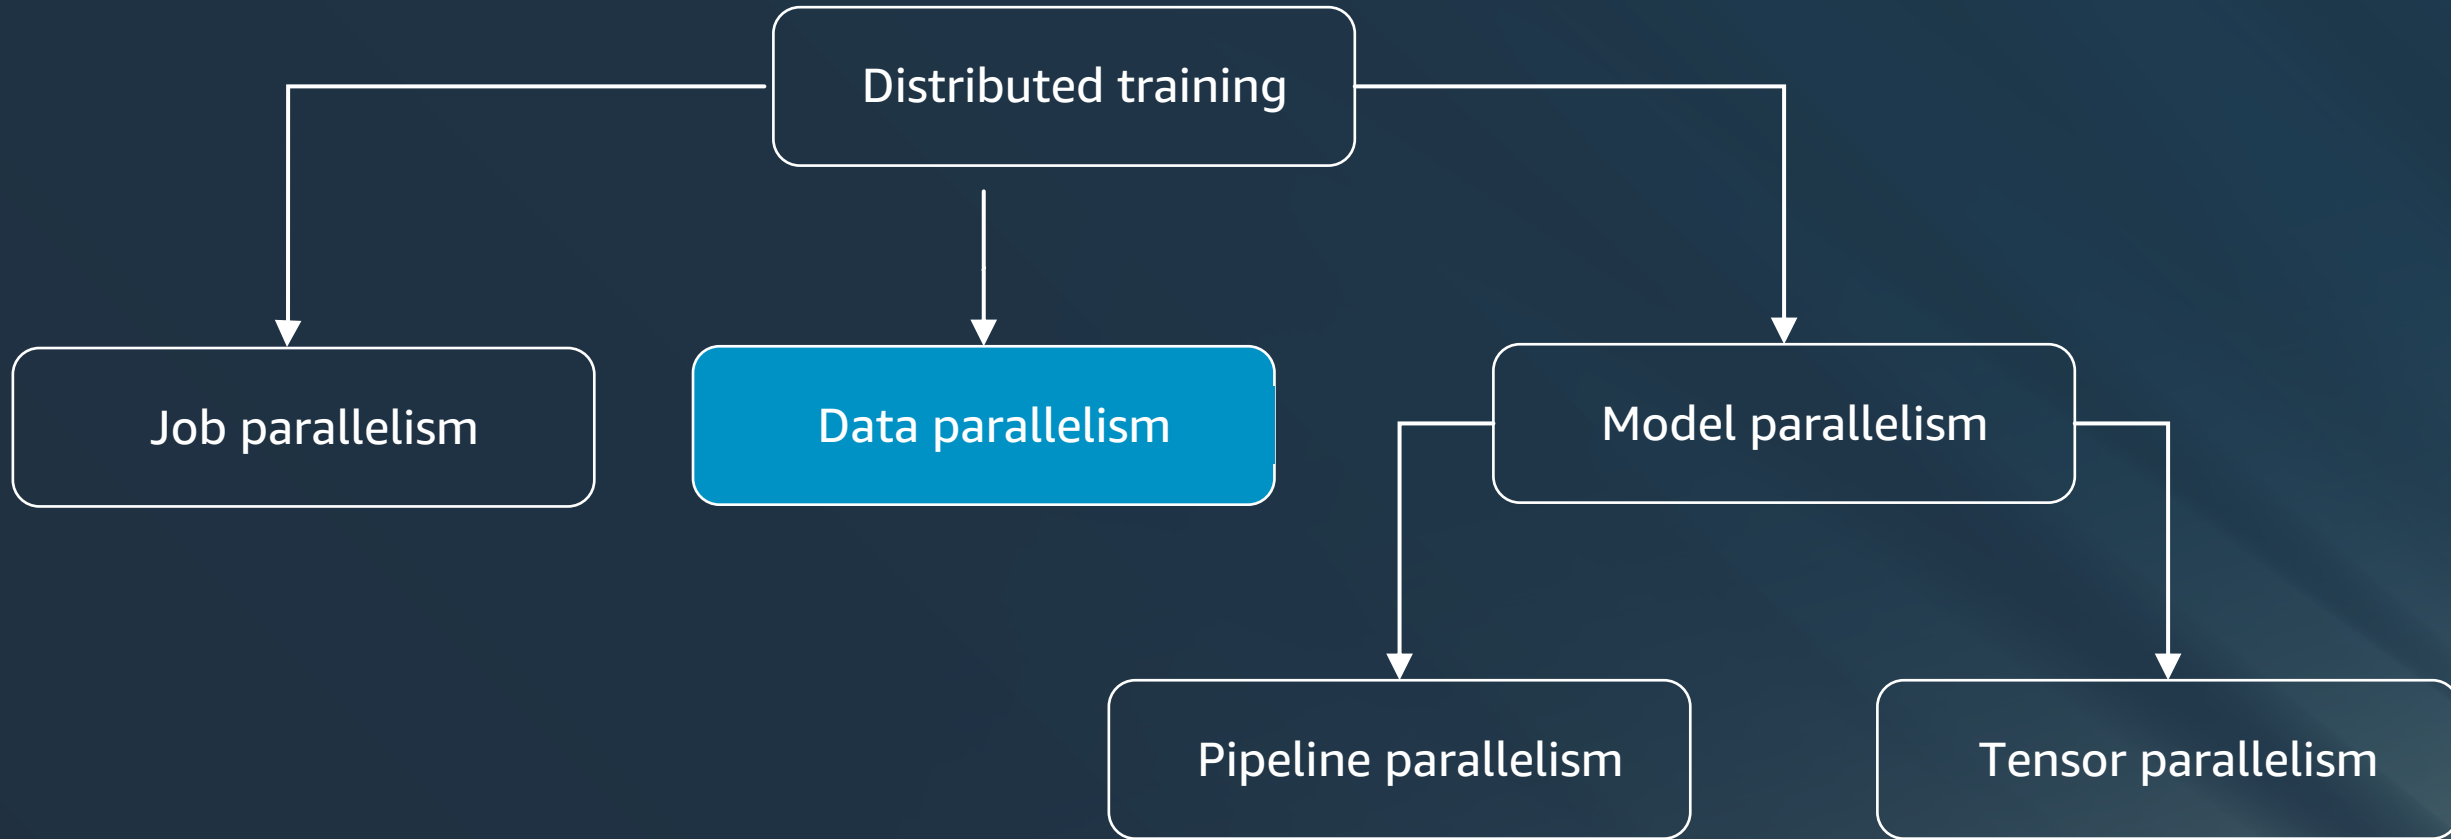 Distributed training
Job parallelism
Data parallelism
Model parallelism
Pipeline parallelism
Tensor parallelism